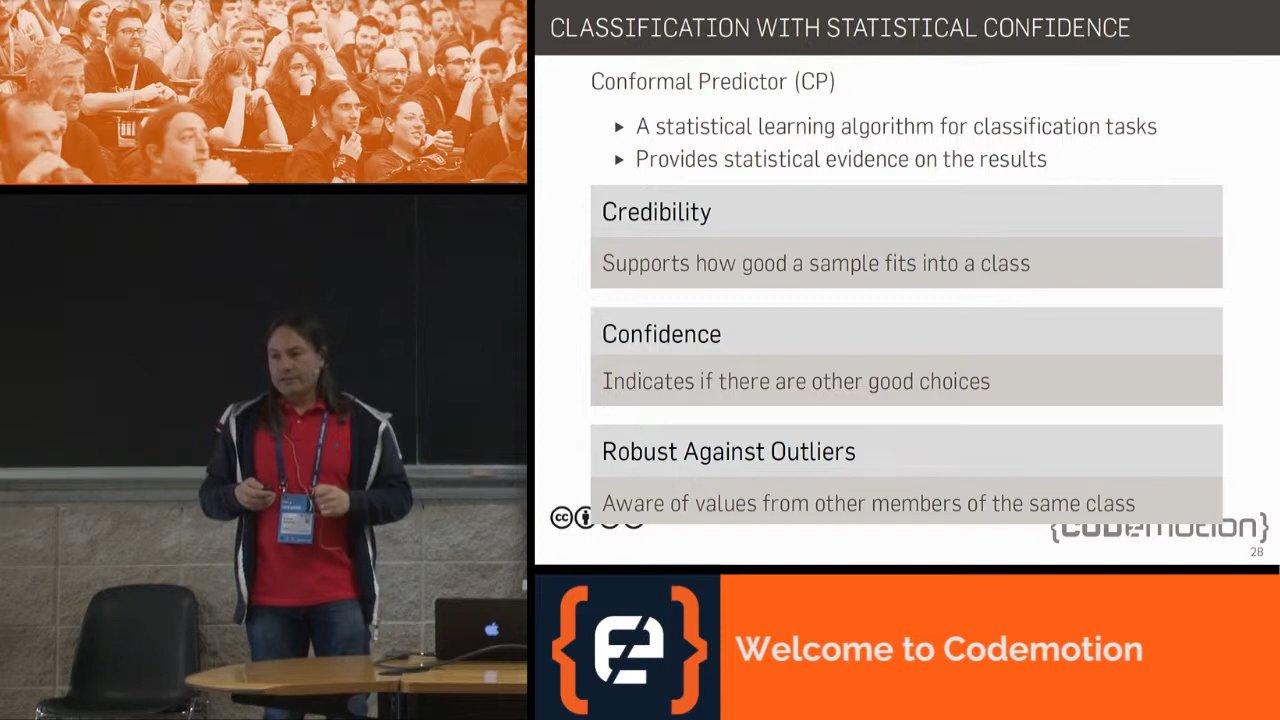 CLASSIFICATION WITH STATISTICAL CONFIDENCE
Conformal Predictor (CP)
▸ A statistical learning algorithm for classification tasks
▸ Provides statistical evidence on the results
Credibility
Supports how good a sample fits into a class
Confidence
Indicates if there are other good choices
Robust Against Outliers
Aware of values from other members of the same class
cc
{CODEMOTION}
28
Welcome to Codemotion